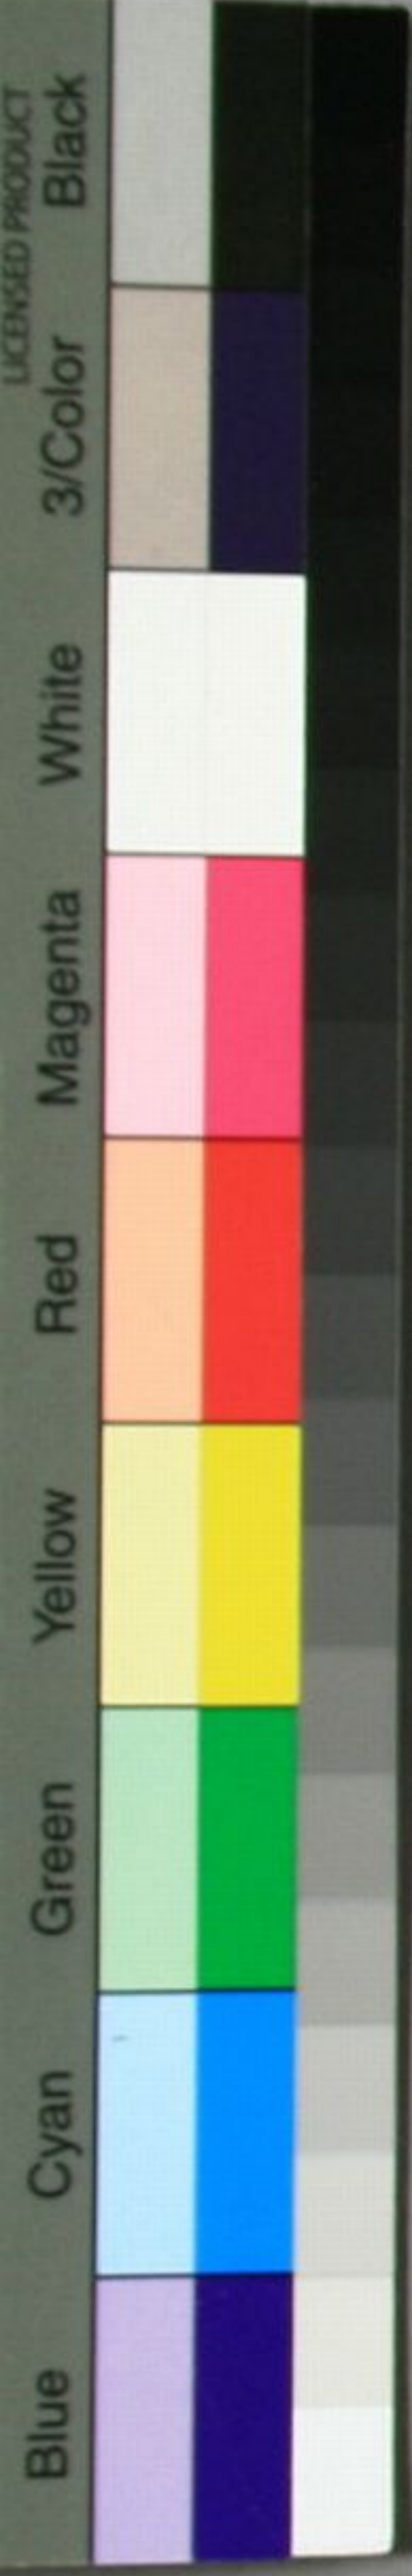 LICENSED PRODUCT
Blue
Cyan
Green
Yellow
Red
Magenta
White
3/Color
Black